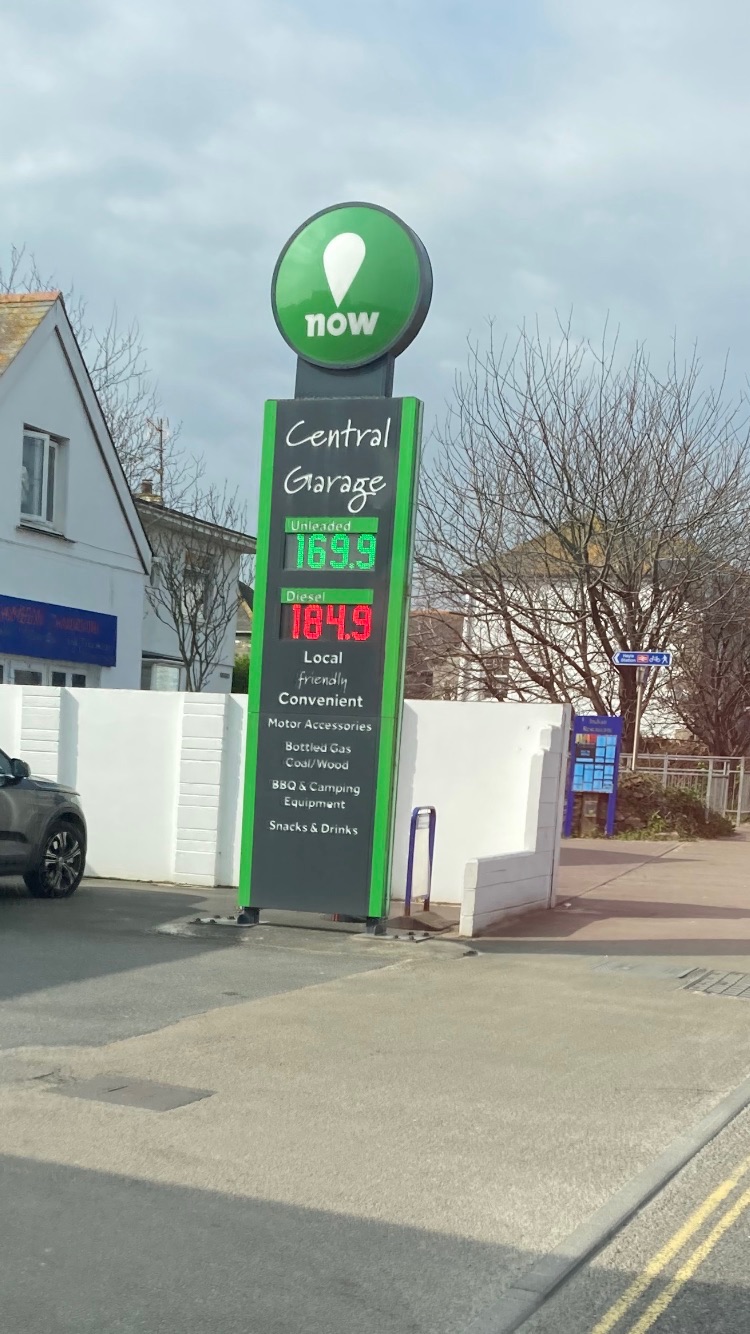 now
Central
Garage
Unleaded
169.9
Diesel
184.9
Local
friendly
Convenient
Motor Accessories
Bottled Gas
Coal/Wood
BBQ & Camping
Equipment
Snacks & Drinks